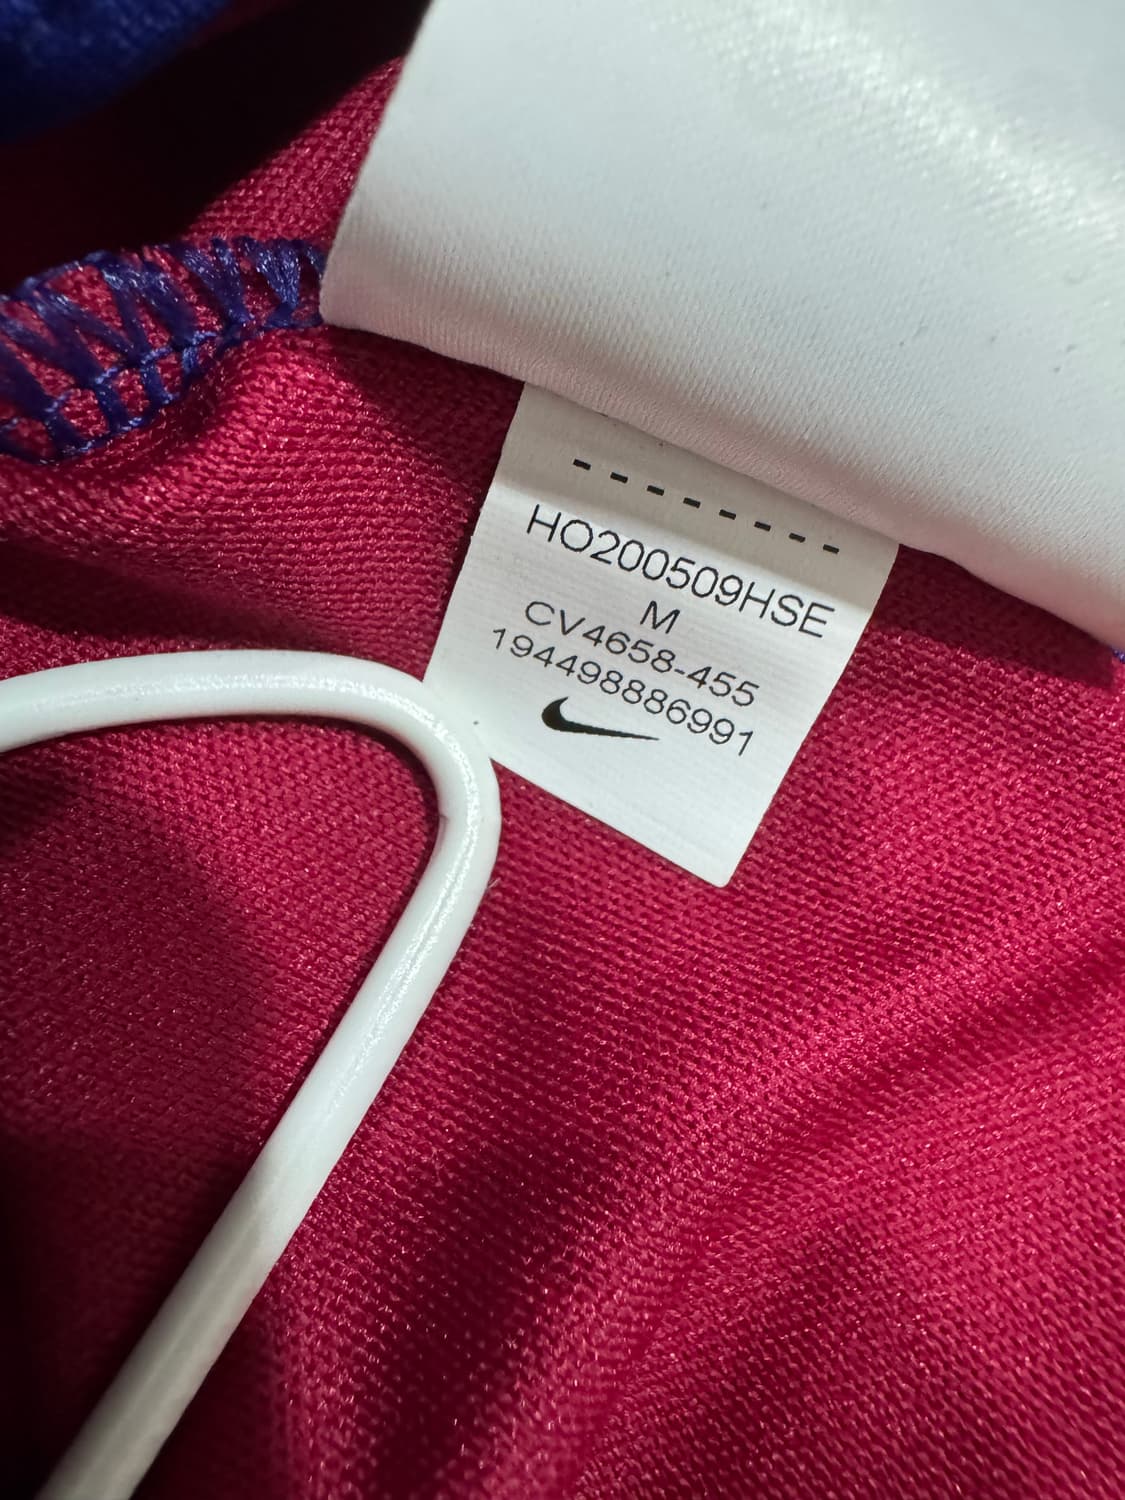 --------
HO200509HSE
M
CV4658-455
194498886991